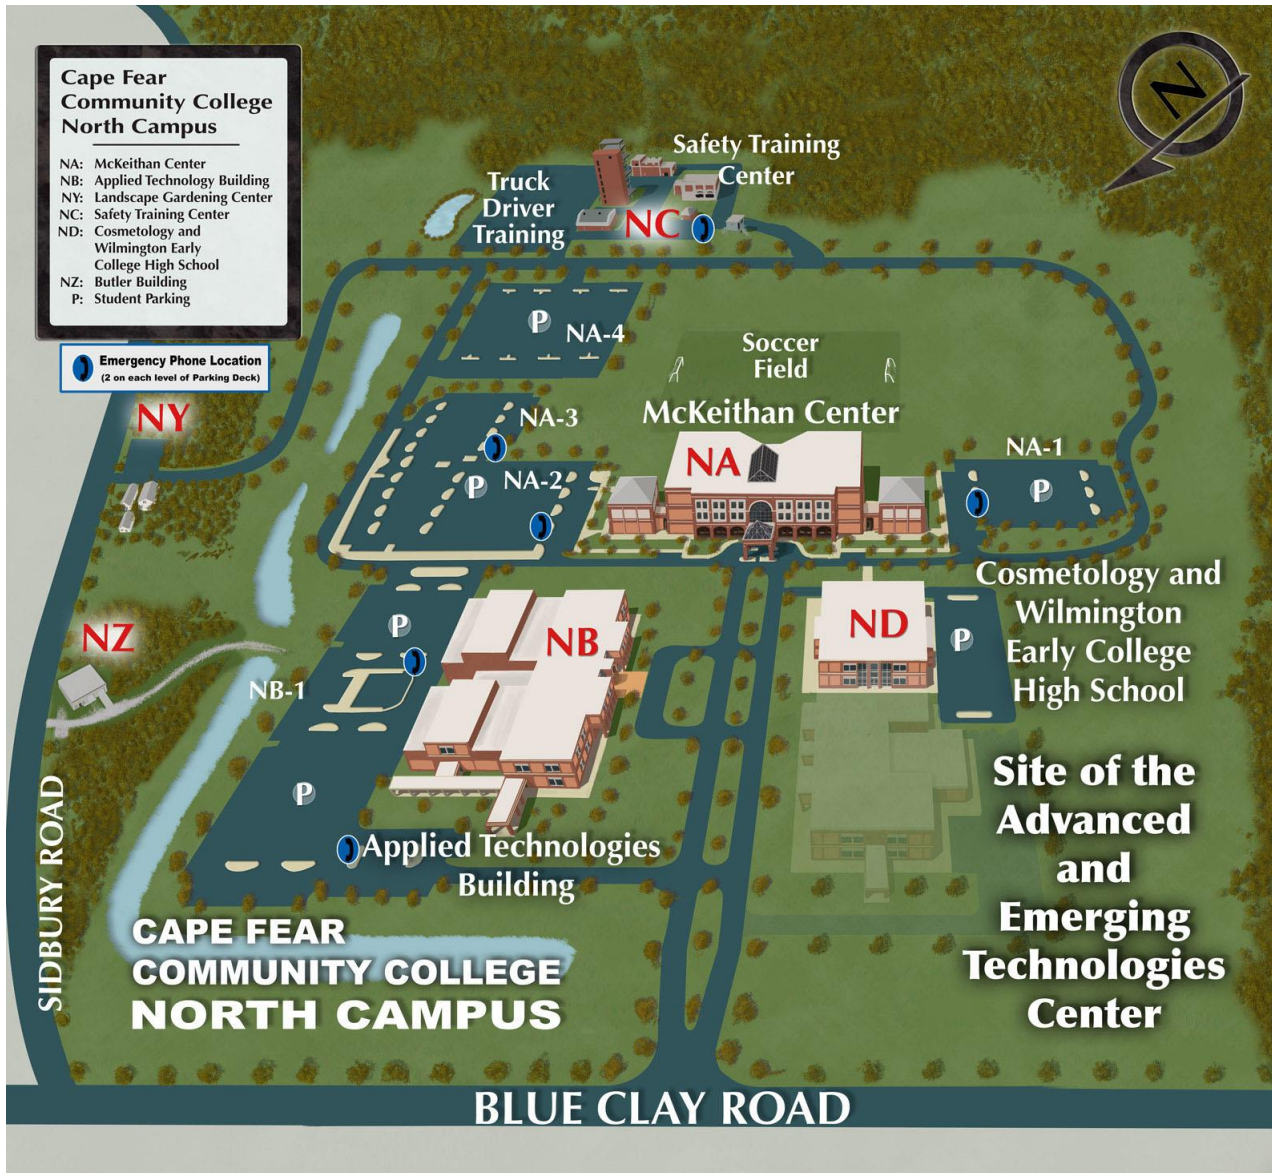 Cape Fear
Community College
North Campus
NA: McKeithan Center
NB: Applied Technology Building
NY: Landscape Gardening Center
NC: Safety Training Center
ND: Cosmetology and
Wilmington Early
College High School
NZ: Butler Building
P: Student Parking
Emergency Phone Location
(2 on each level of Parking Deck)
N
Safety Training
Center
Truck
Driver
Training
NC
P
NA-4
Soccer
Field
McKeithan Center
NY
NA-3
NA-2
P
NA
NA-1
P
Cosmetology and
Wilmington
Early College
High School
NZ
P
NB
ND
P
NB-1
P
Site of the
Advanced
and
Emerging
Technologies
Center
Applied Technologies
Building
SIDBURY ROAD
CAPE FEAR
COMMUNITY COLLEGE
NORTH CAMPUS
BLUE CLAY ROAD